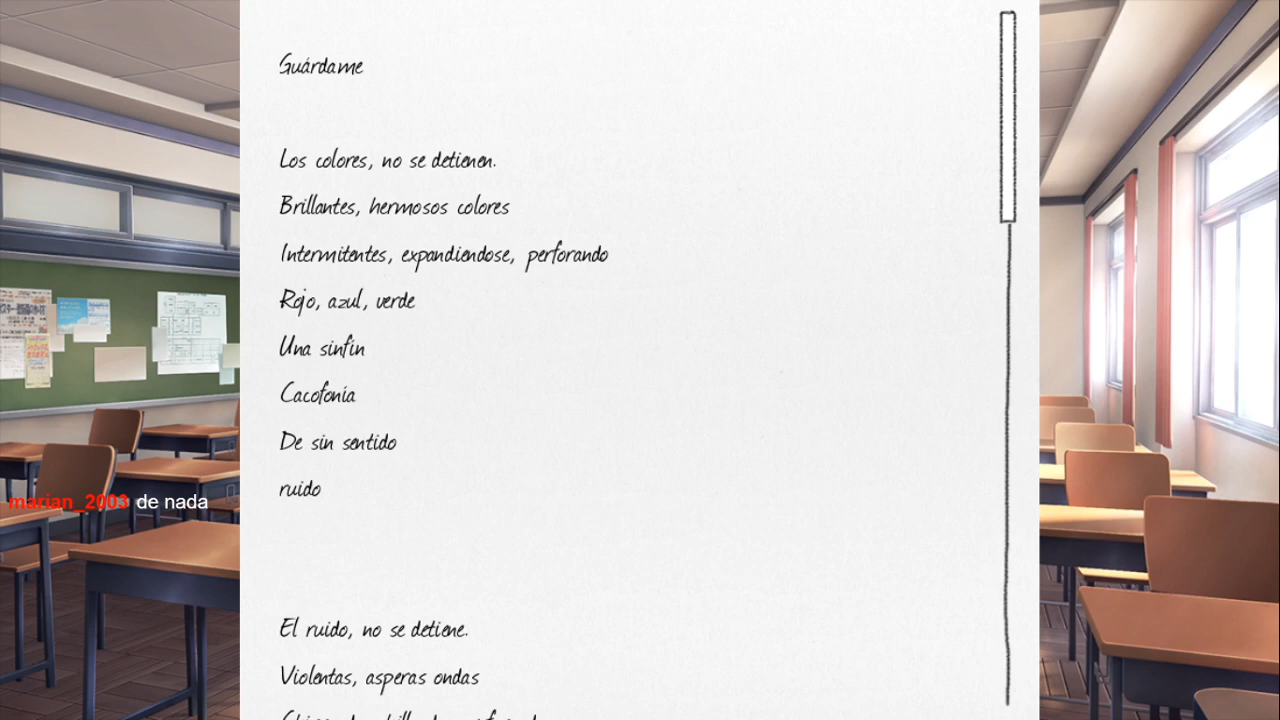 Guárdame
Los colores, no se detienen.
Brillantes, hermosos colores
Intermitentes, expandiendose, perforando
Rojo, azul, verde
Una sinfín
Cacofonía
De sin sentido
ruido
marian_2003 de nada
El ruido, no se detiene.
Violentas, asperas ondas